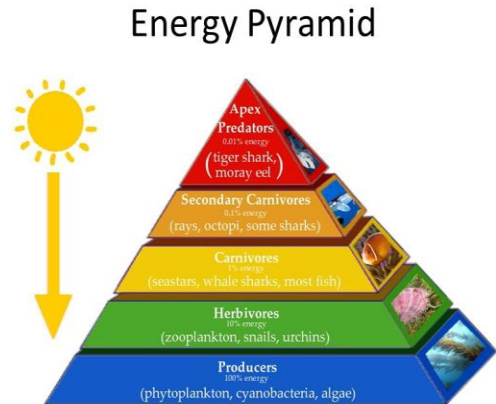 Energy Pyramid
Apex
Predators
0.01% energy
(tiger shark,
moray eel)
Secondary Carnivores
0.1% energy
(rays, octopi, some sharks)
Carnivores
1% energy
(seastars, whale sharks, most fish)
Herbivores
10% energy
(zooplankton, snails, urchins)
Producers
100% energy
(phytoplankton, cyanobacteria, algae)